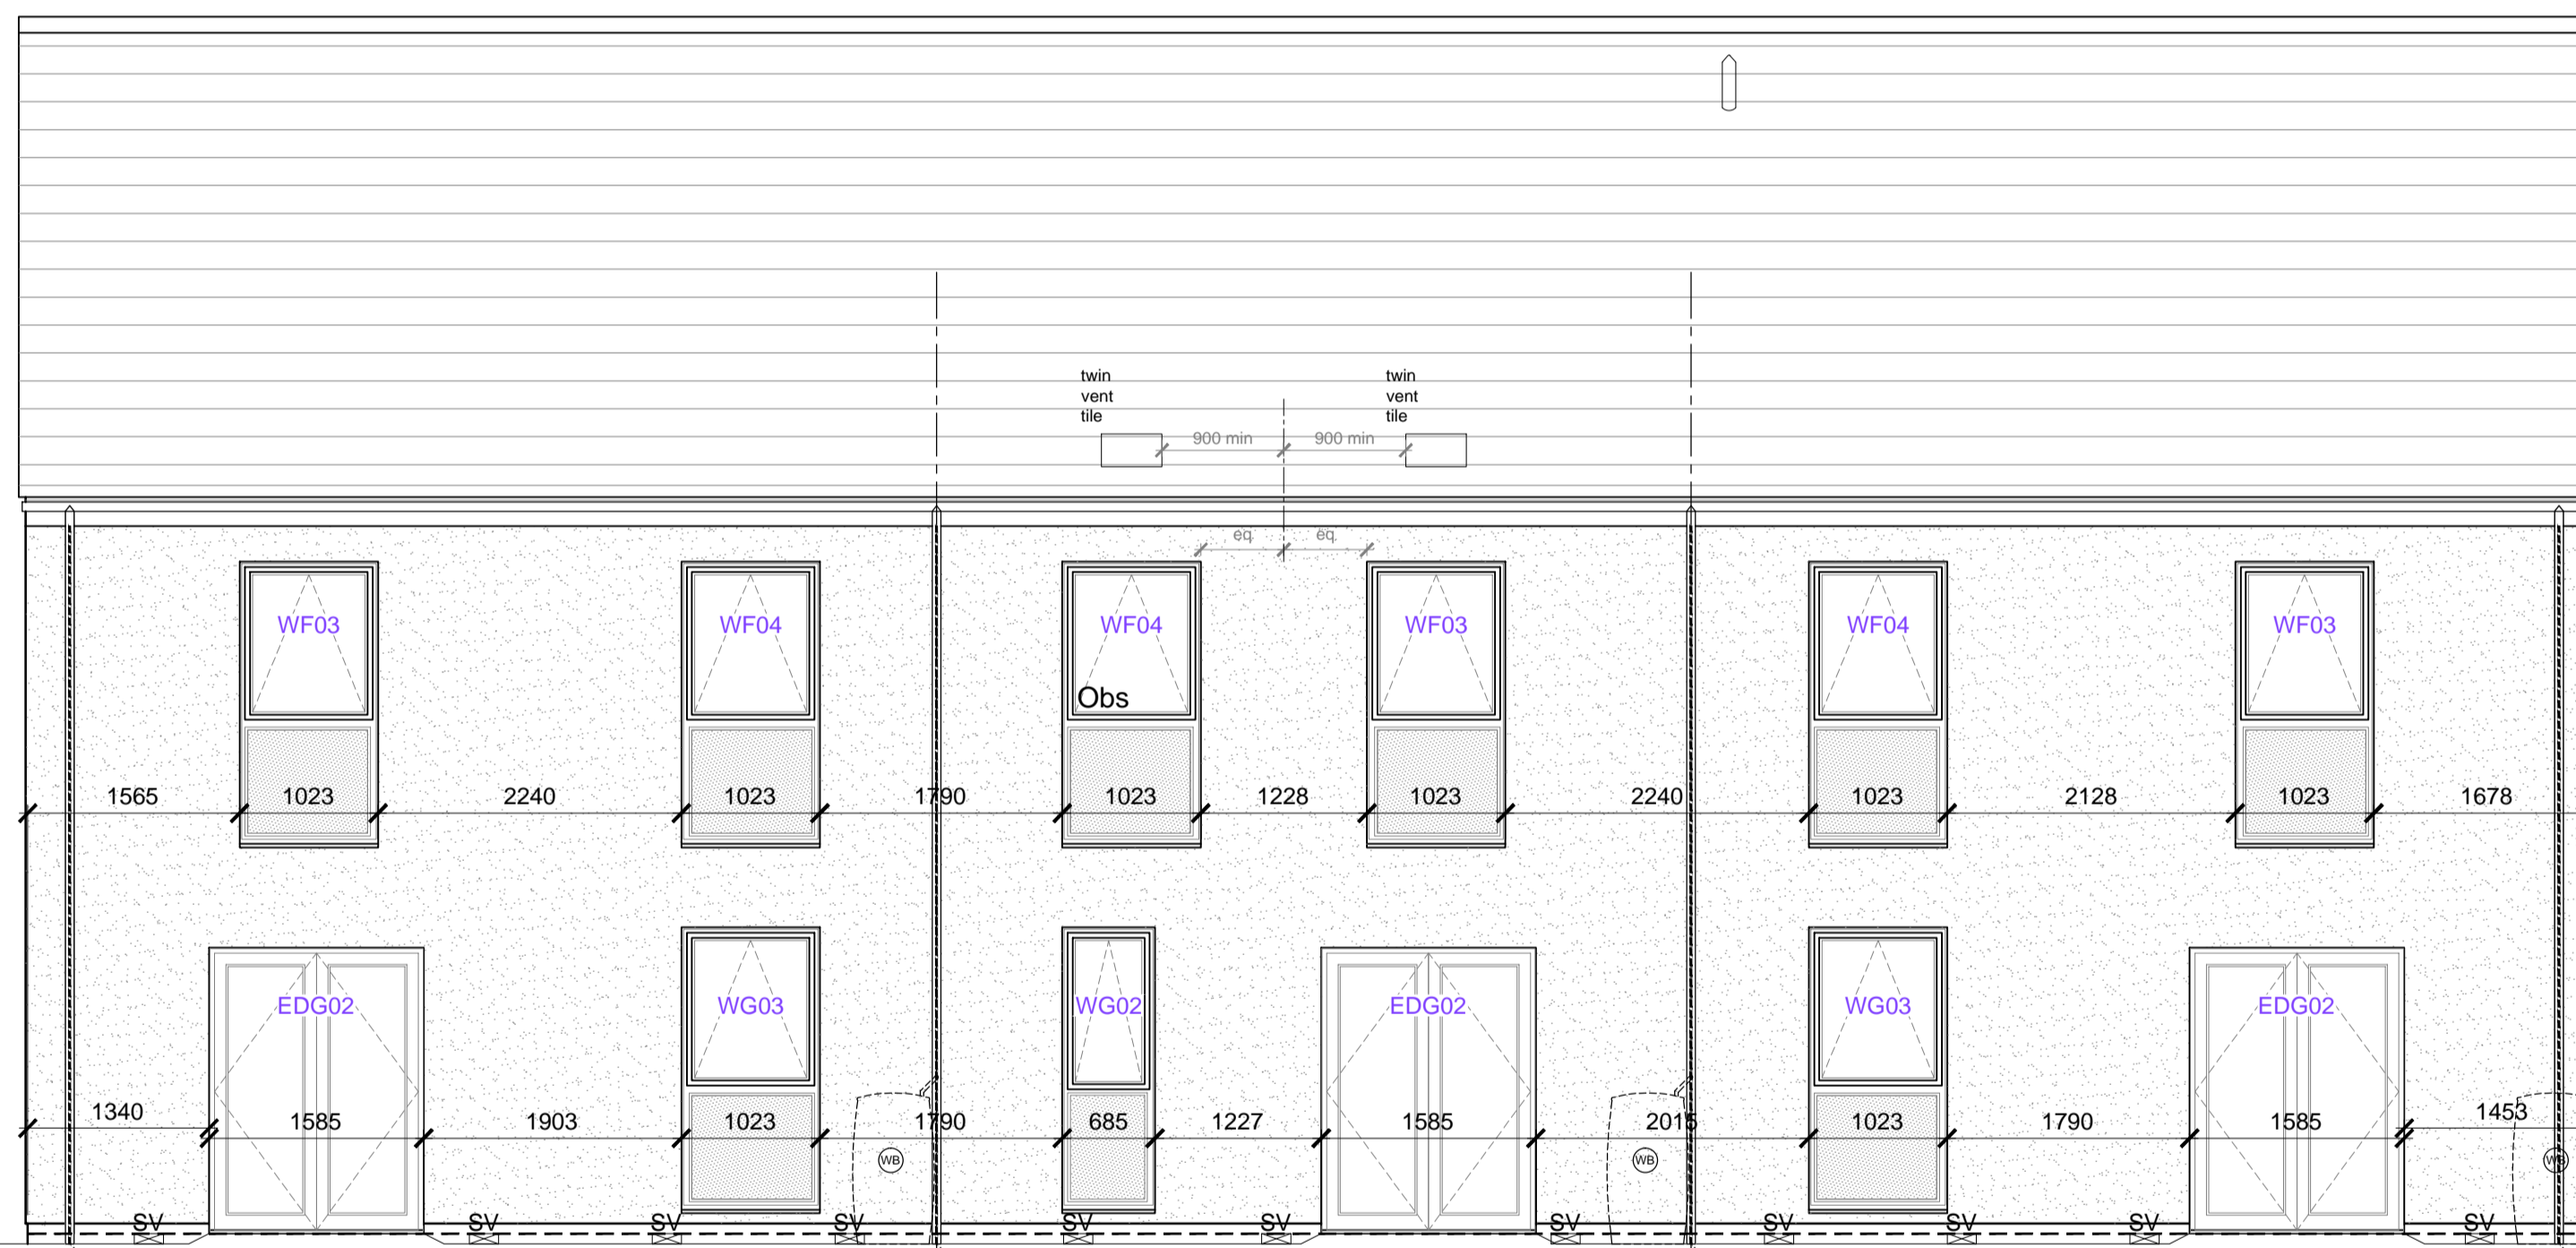 twin
vent
tile
twin
vent
tile
900 min
900 min
eq.
eq.
WF03
WF04
WF04
WF03
WF04
WF03
Obs
1565
1023
2240
1023
1790
1023
1228
1023
2240
1023
2128
1023
1678
EDG02
WG03
WG02
EDG02
WG03
EDG02
1340
1585
1903
1023
1790
685
1227
1585
2015
1023
1790
1585
1453
WB
WB
WB
SV
SV
SV
SV
SV
SV
SV
SV
SV
SV
SV